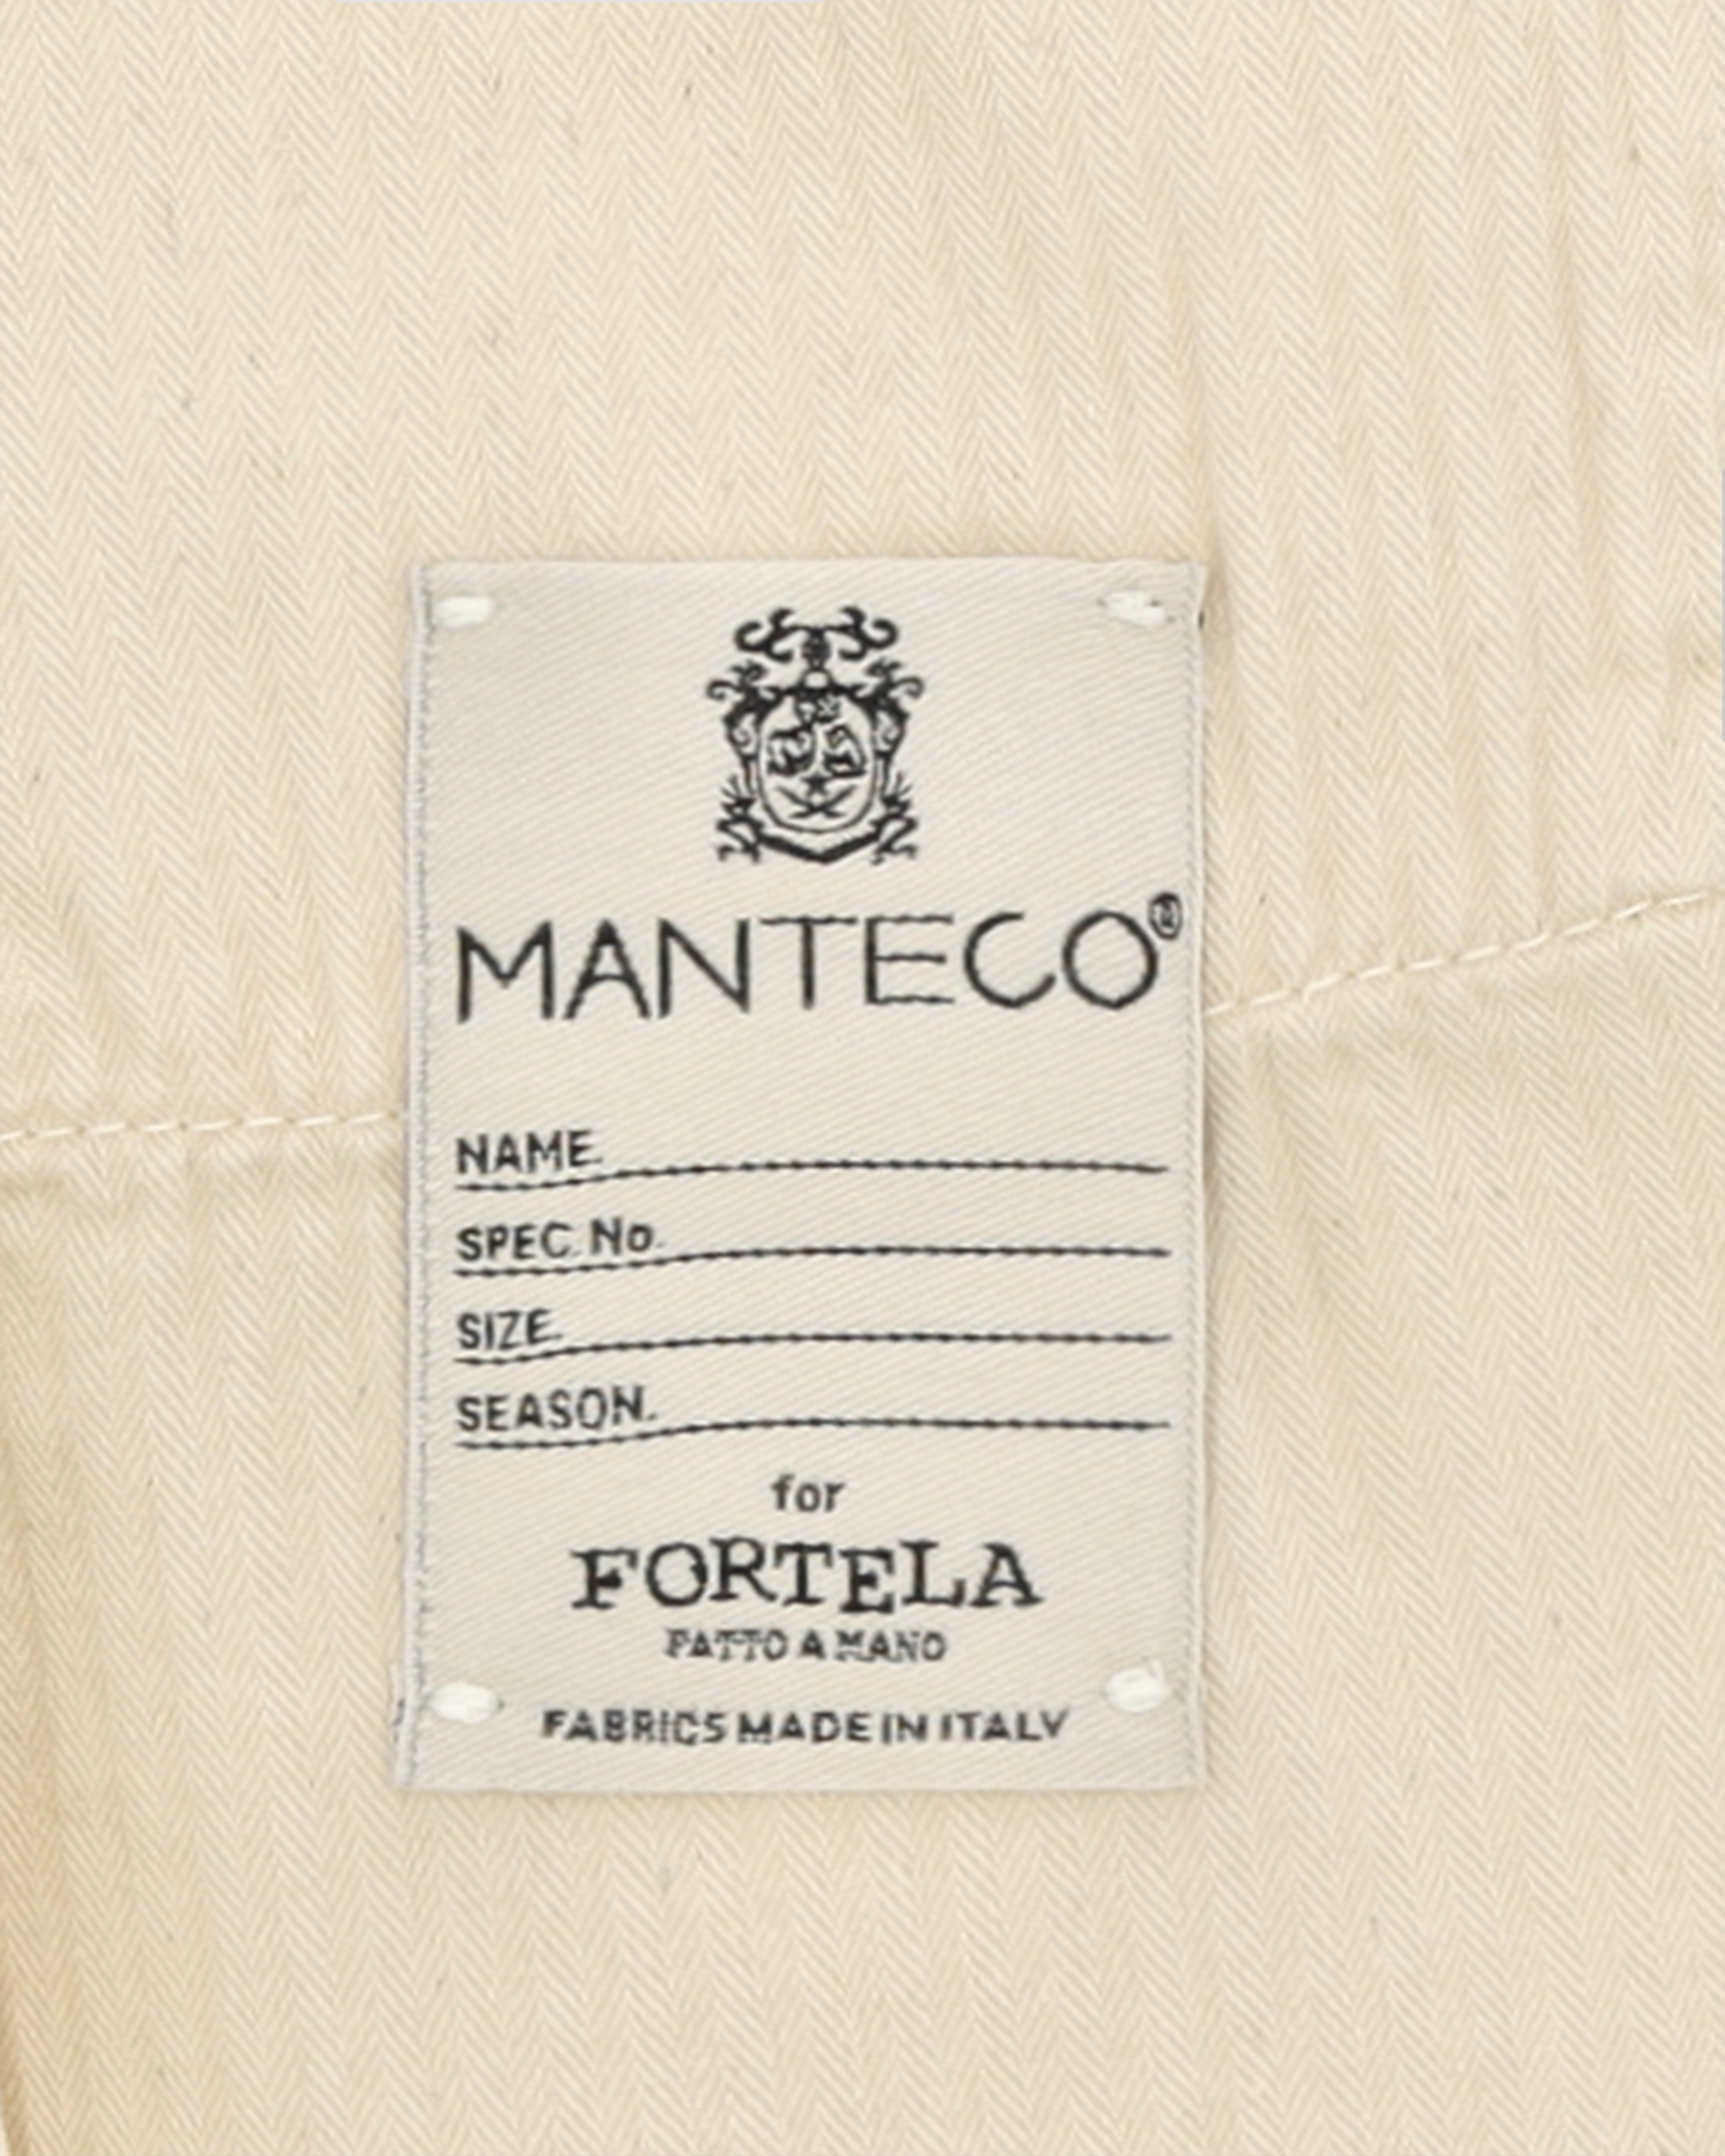 MANTECO®
NAME.
SPEC. No.
SIZE.
SEASON.
for
FORTELA
FATTO A MANO
FABRICS MADE IN ITALY